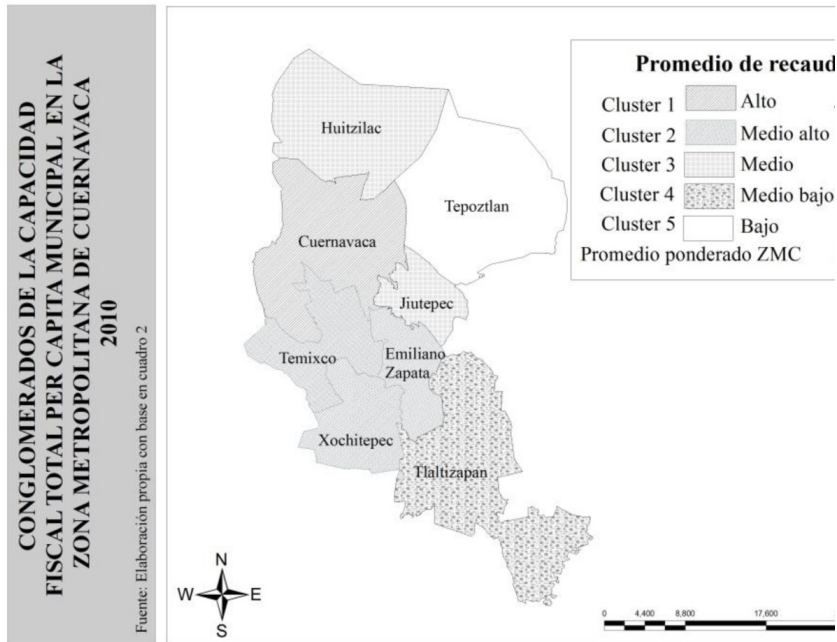 CONGLOMERADOS DE LA CAPACIDAD
FISCAL TOTAL PER CAPITA MUNICIPAL EN LA
ZONA METROPOLITANA DE CUERNAVACA
2010
Fuente: Elaboración propia con base en cuadro 2
Huitzilac
Tepoztlan
Cuernavaca
Jiutepec
Temixco
Emiliano
Zapata
Xochitepec
Tlaltizapan
Promedio de recaud
Cluster 1 Alto
Cluster 2 Medio alto
Cluster 3 Medio
Cluster 4 Medio bajo
Cluster 5 Bajo
Promedio ponderado ZMC
N
W E
S
0 4,400 8,800 17,600